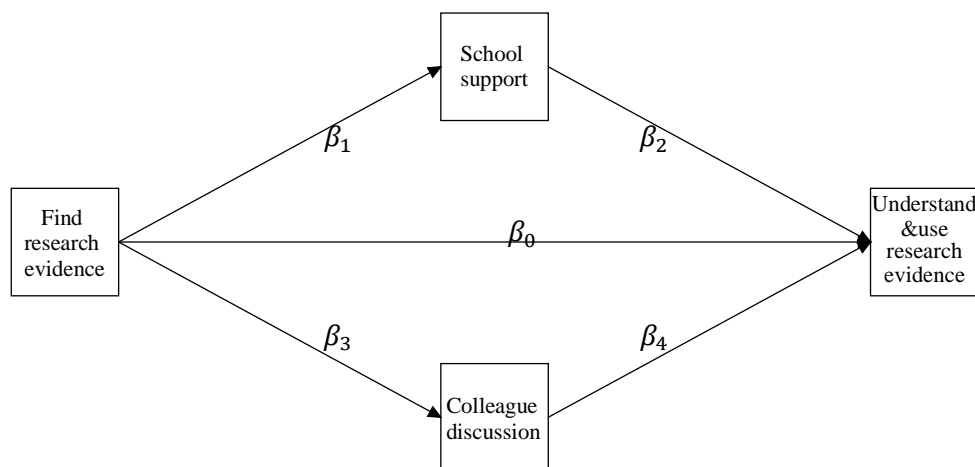 School
support
β₁
β₂
Find
research
evidence
β₀
Understand
&use
research
evidence
β₃
β₄
Colleague
discussion